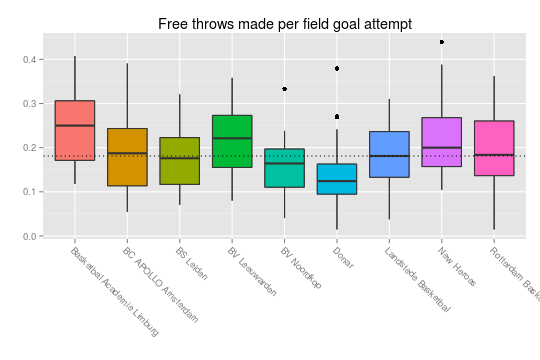 Free throws made per field goal attempt
0.4
0.3
0.2
0.1
0.0
Basketbal Academie Limburg
BC APOLLO Amsterdam
BS Leiden
BV Leeuwarden
BV Noordkop
Donar
Landstede Basketbal
New Heroes
Rotterdam Bask